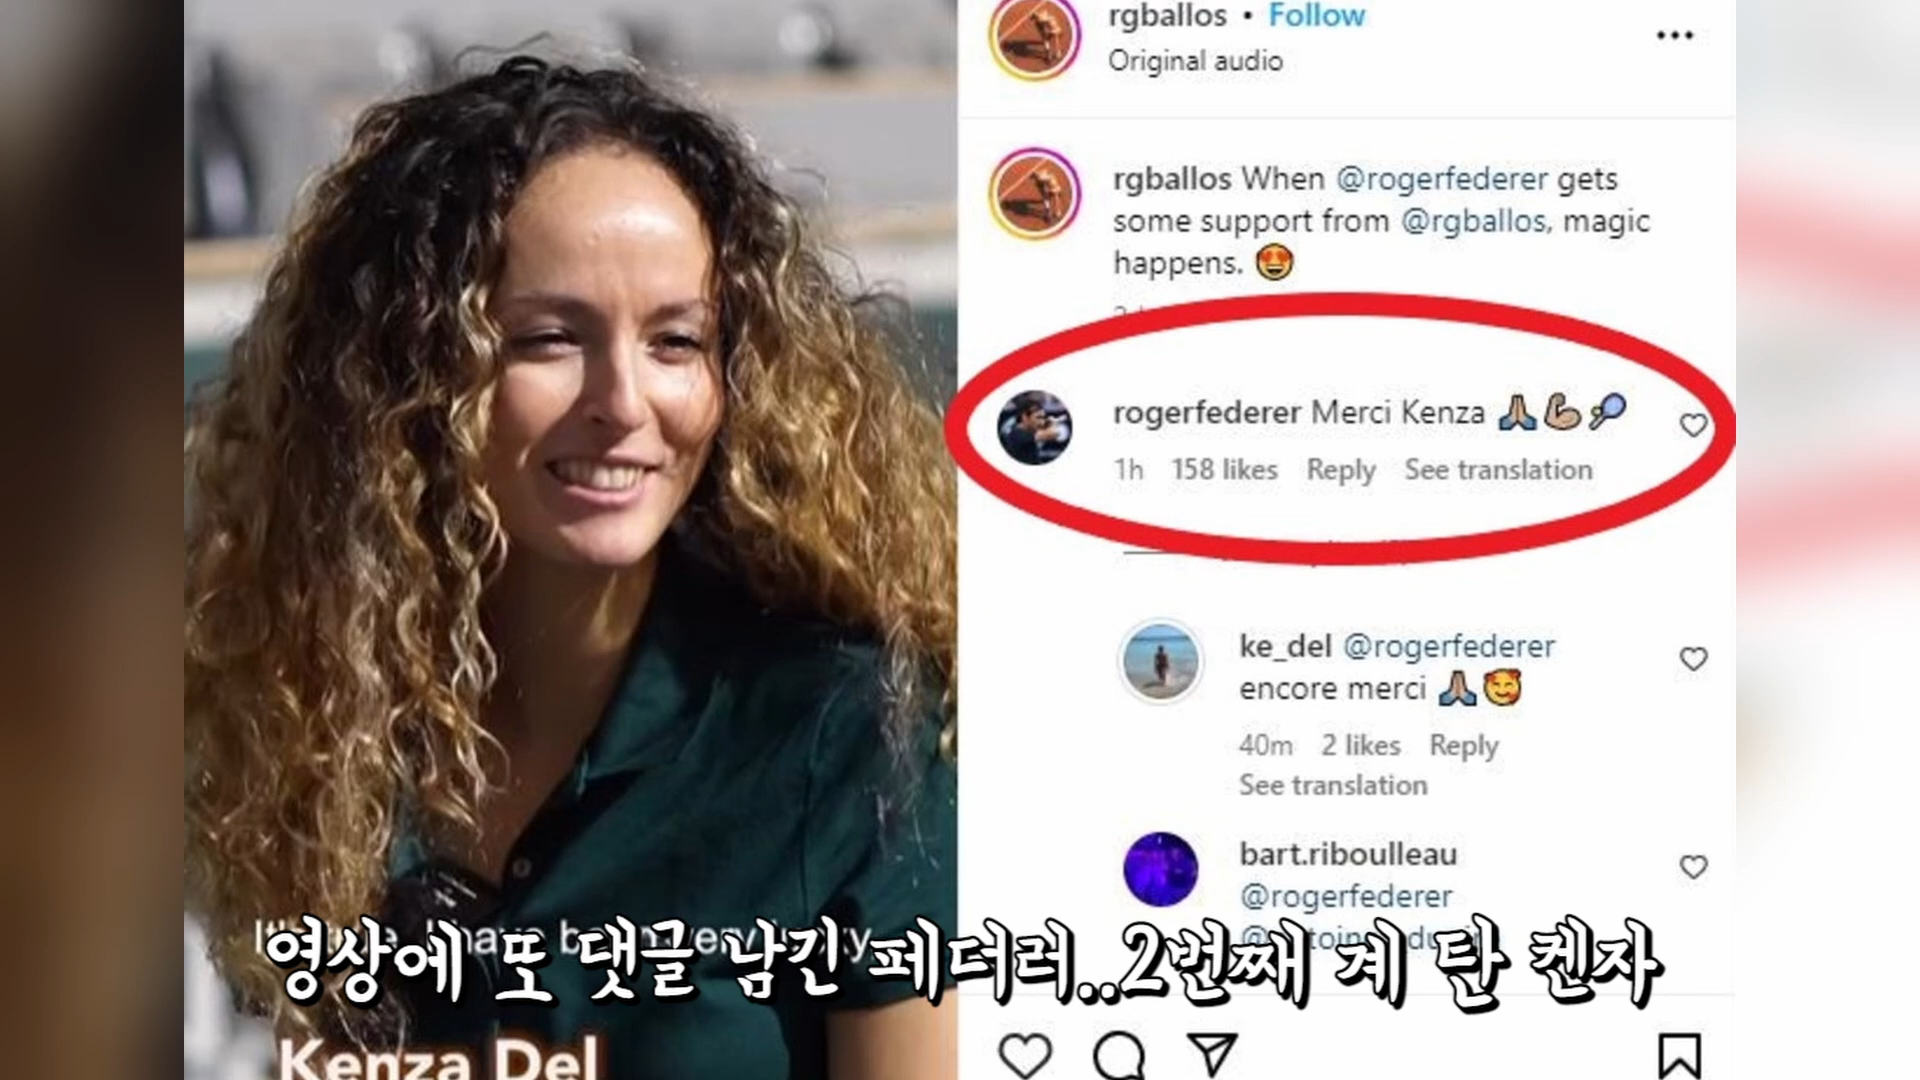 rgballos • Follow
Original audio
rgballos When @rogerfederer gets
some support from @rgballos, magic
happens. 😍
rogerfederer Merci Kenza 🙏💪🎾
1h 158 likes Reply See translation
ke_del @rogerfederer
encore merci 🙏🥰
40m 2 likes Reply
See translation
bart.riboulleau
@rogerfederer
영상에 또 댓글 남긴 페더러..2번째 계 탄 켄자
Kenza Del